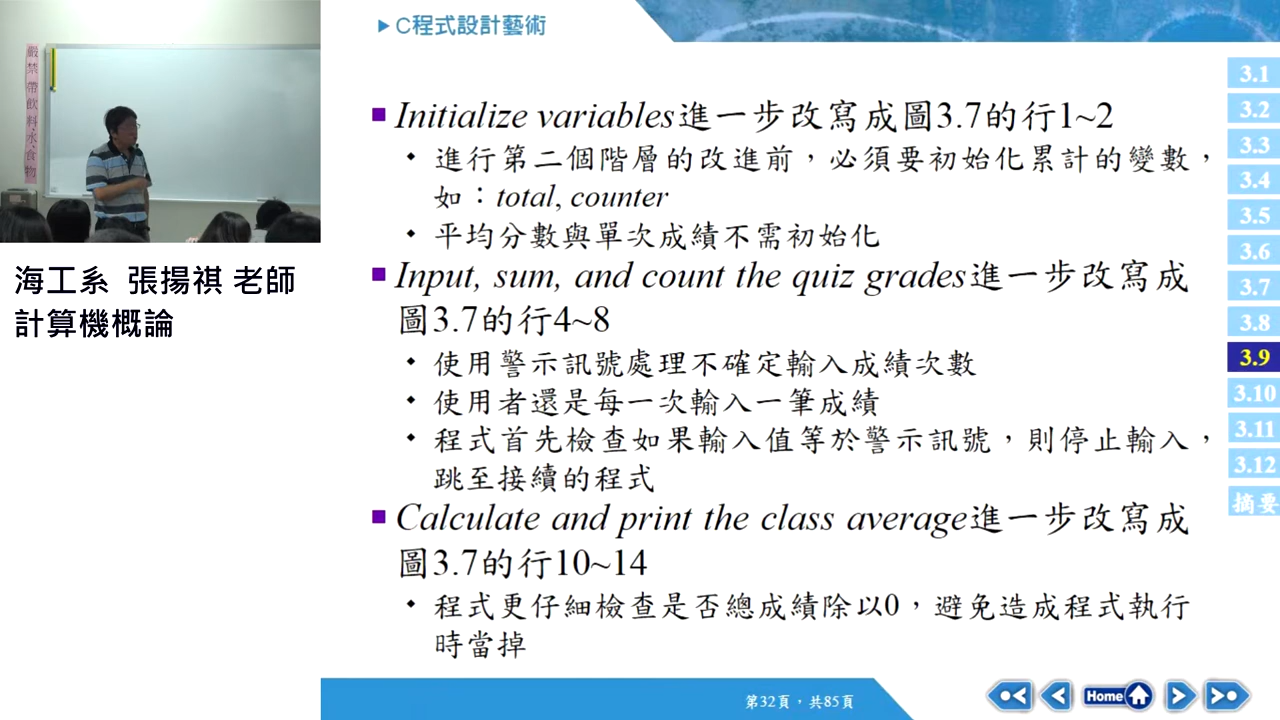 嚴禁帶飲料、水、食物
海工系 張揚祺 老師
計算機概論
C程式設計藝術
Initialize variables進一步改寫成圖3.7的行1~2
進行第二個階層的改進前，必須要初始化累計的變數，
如：total, counter
平均分數與單次成績不需初始化
Input, sum, and count the quiz grades進一步改寫成
圖3.7的行4~8
使用警示訊號處理不確定輸入成績次數
使用者還是每一次輸入一筆成績
程式首先檢查如果輸入值等於警示訊號，則停止輸入，
跳至接續的程式
Calculate and print the class average進一步改寫成
圖3.7的行10~14
程式更仔細檢查是否總成績除以0，避免造成程式執行
時當掉
3.1
3.2
3.3
3.4
3.5
3.6
3.7
3.8
3.9
3.10
3.11
3.12
摘要
第32頁，共85頁
Home